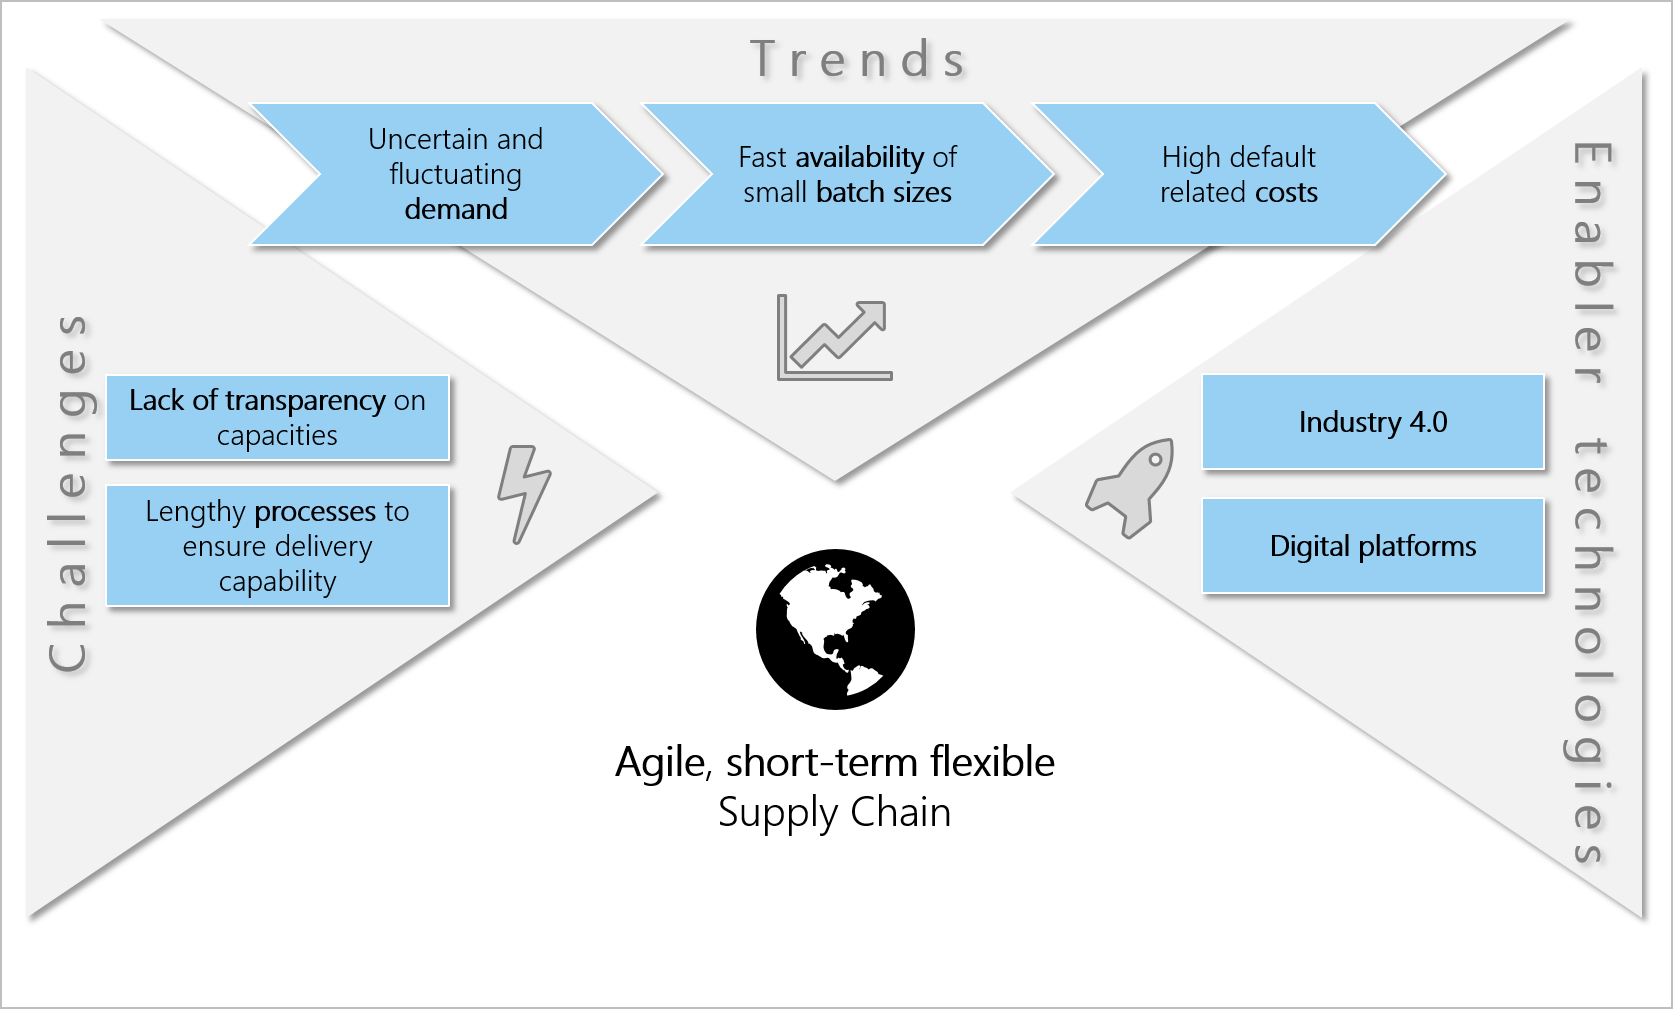 Trends
Uncertain and
fluctuating
demand
Fast availability of
small batch sizes
High default
related costs
Challenges
Lack of transparency on
capacities
Lengthy processes to
ensure delivery
capability
Enabler technologies
Industry 4.0
Digital platforms
Agile, short-term flexible
Supply Chain